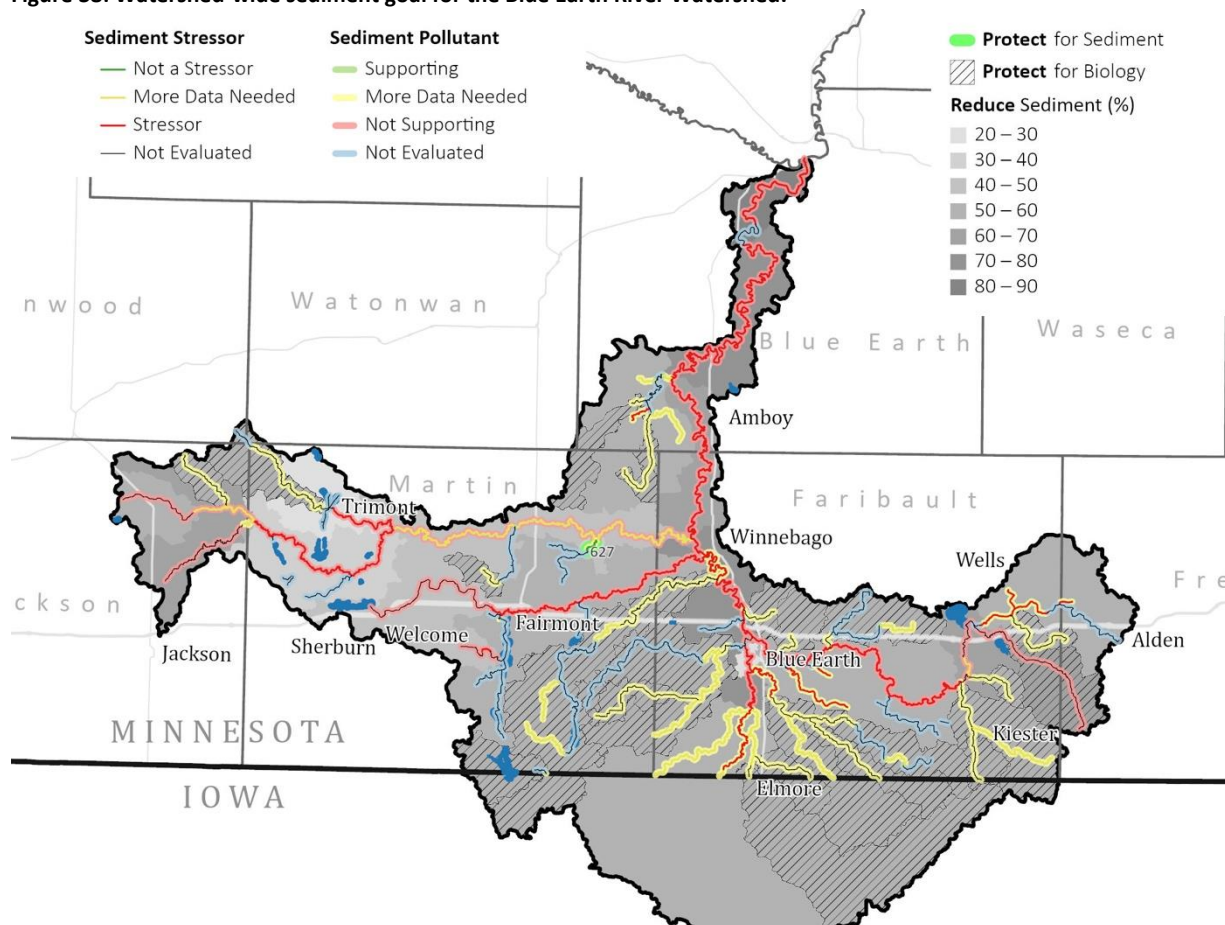 Figure 38. Watershed-wide sediment goal for the Blue Earth River Watershed.
Sediment Stressor
Not a Stressor
More Data Needed
Stressor
Not Evaluated
Sediment Pollutant
Supporting
More Data Needed
Not Supporting
Not Evaluated
Protect for Sediment
Protect for Biology
Reduce Sediment (%)
20 – 30
30 – 40
40 – 50
50 – 60
60 – 70
70 – 80
80 – 90
nwood
Watonwan
Blue Earth
Waseca
Amboy
Martin
Trimont
Faribault
Winnebago
627
Wells
Fre
ckson
Fairmont
Sherburn
Welcome
Jackson
Blue Earth
Alden
Kiester
MINNESOTA
IOWA
Elmore